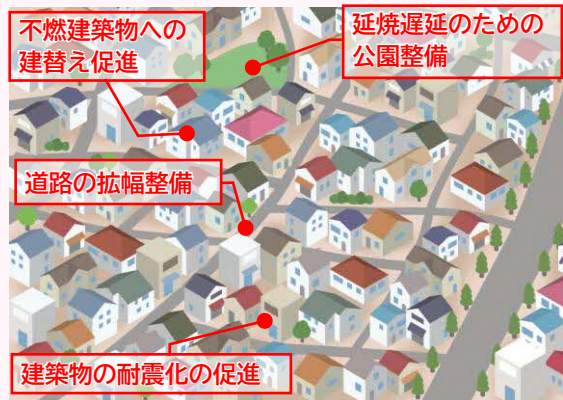 不燃建築物への
建替え促進
延焼遅延のための
公園整備
道路の拡幅整備
建築物の耐震化の促進